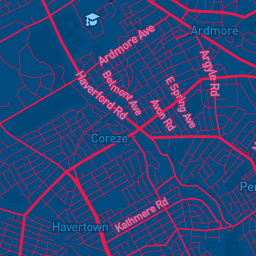 Ardmore
Ardmore Ave
Argyle Rd
Belmont Ave
E Spring Ave
Haverford Rd
Avon Rd
Coreze
Kathmere Rd
Havertown